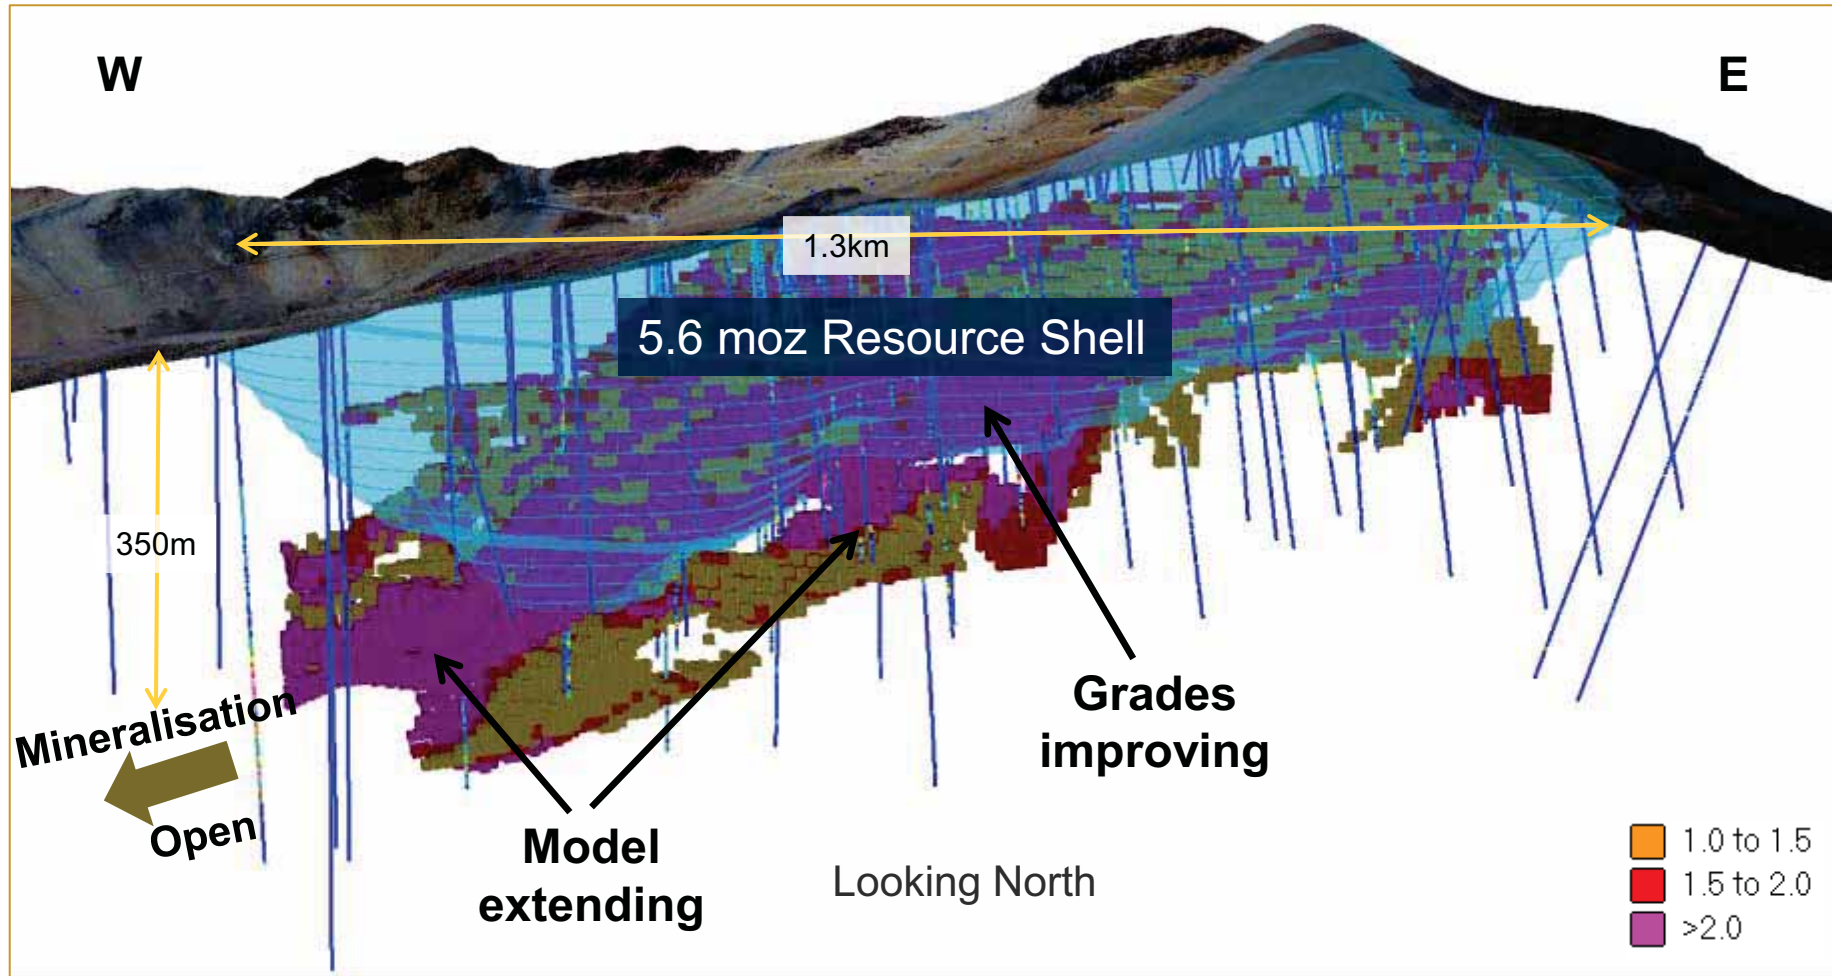 W
E
1.3km
5.6 moz Resource Shell
350m
Mineralisation
Open
Grades
improving
Model
extending
Looking North
1.0 to 1.5
1.5 to 2.0
>2.0